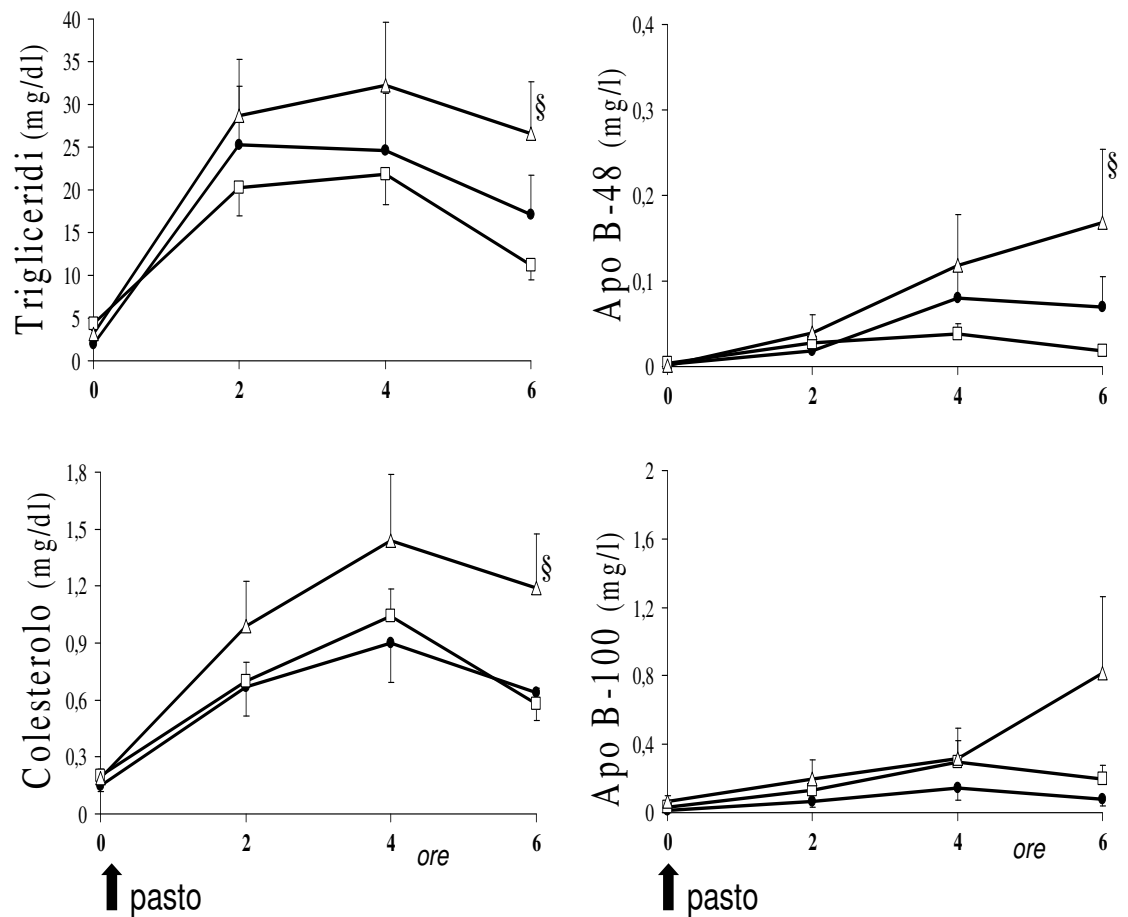 Trigliceridi (mg/dl)
40
35
30
25
20
15
10
5
0
0 2 4 6
§
Apo B-48 (mg/l)
0,4
0,3
0,2
0,1
0
0 2 4 6
§
Colesterolo (mg/dl)
1,8
1,5
1,2
0,9
0,6
0,3
0
0 2 4 6
§
ore
pasto
Apo B-100 (mg/l)
2
1,6
1,2
0,8
0,4
0
0 2 4 6
ore
pasto